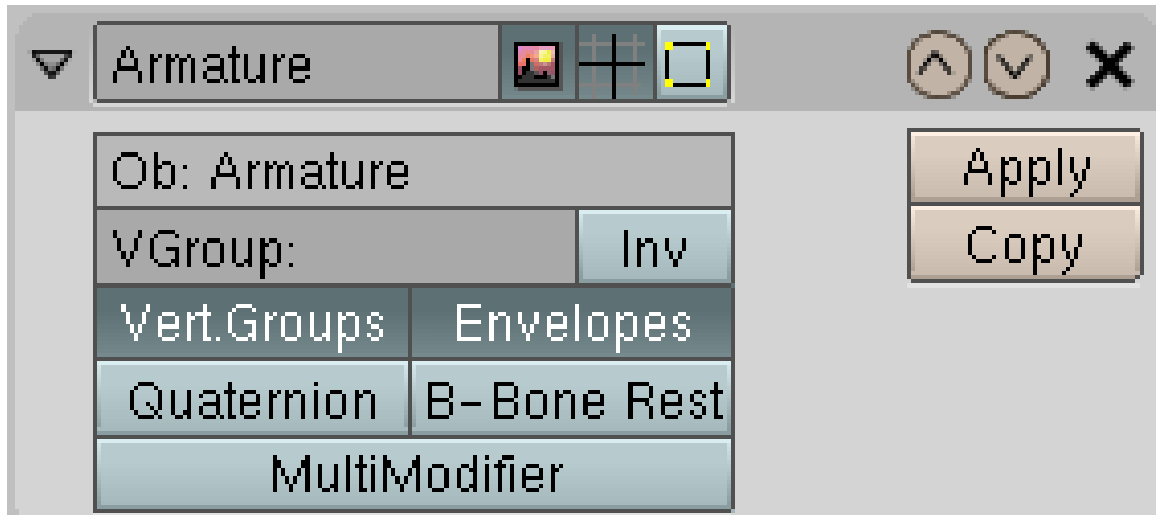 Armature
Ob: Armature
Apply
VGroup: Inv
Copy
Vert.Groups Envelopes
Quaternion B-Bone Rest
MultiModifier